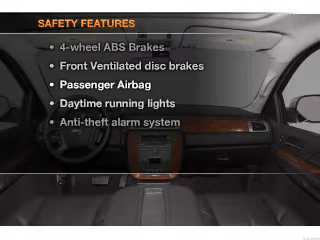 SAFETY FEATURES
• 4-wheel ABS Brakes
• Front Ventilated disc brakes
• Passenger Airbag
• Daytime running lights
• Anti-theft alarm system